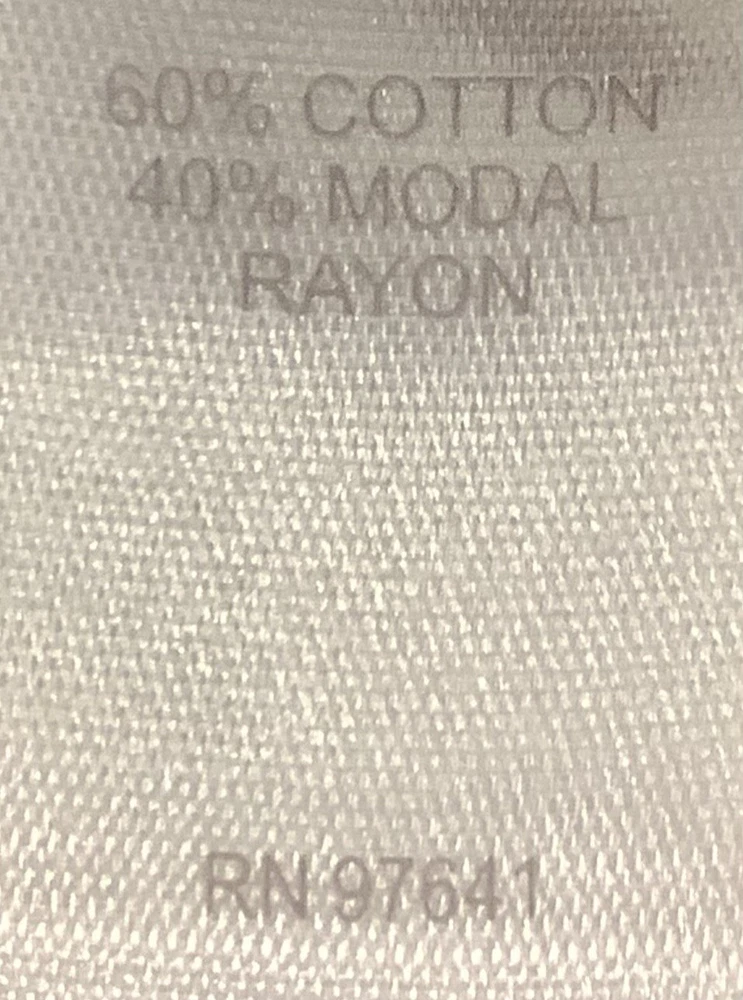 60% COTTON
40% MODAL
RAYON
RN 97641